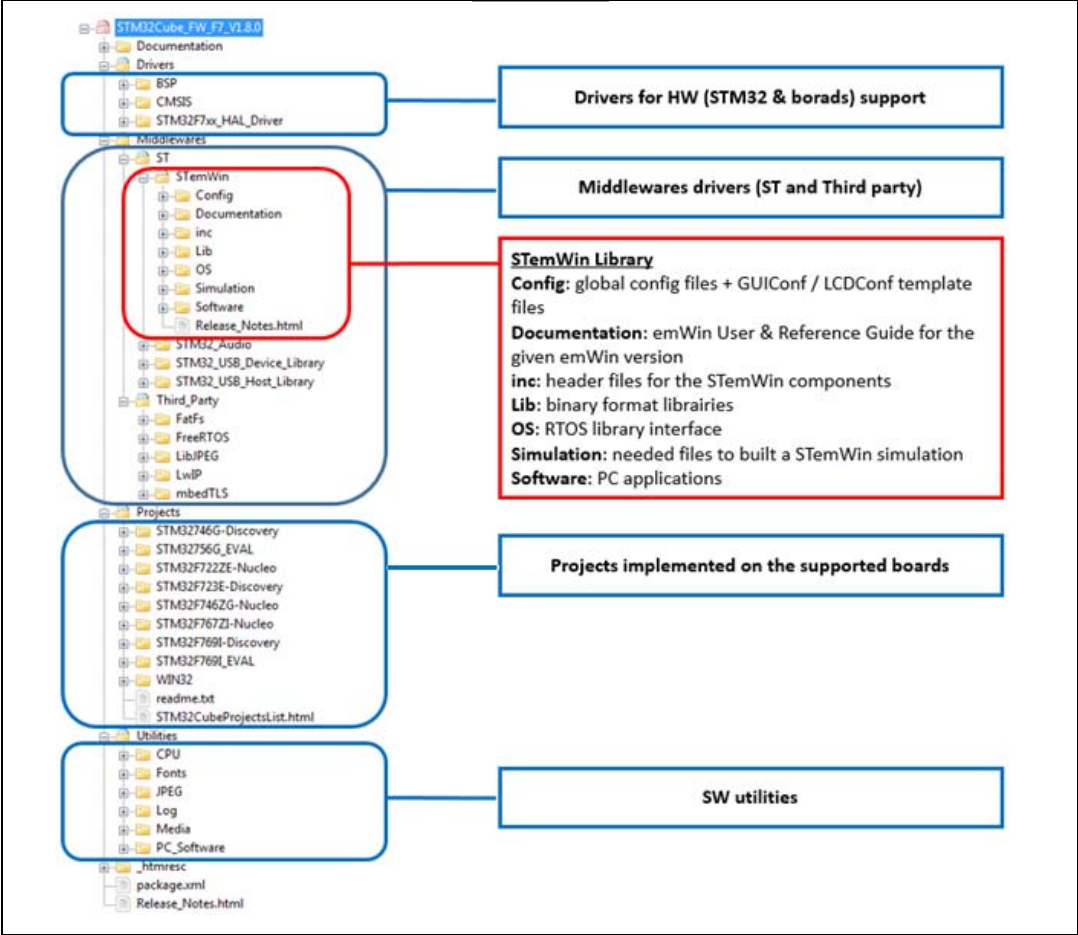 STM32Cube_FW_F7_V1.8.0
Documentation
Drivers
BSP
CMSIS
STM32F7xx_HAL_Driver
Middlewares
ST
STemWin
Config
Documentation
inc
Lib
OS
Simulation
Software
Release_Notes.html
STM32_Audio
STM32_USB_Device_Library
STM32_USB_Host_Library
Third_Party
FatFs
FreeRTOS
LibJPEG
LwIP
mbedTLS
Projects
STM32746G-Discovery
STM32756G_EVAL
STM32F722ZE-Nucleo
STM32F723E-Discovery
STM32F746ZG-Nucleo
STM32F767ZI-Nucleo
STM32F769I-Discovery
STM32F769I_EVAL
WIN32
readme.txt
STM32CubeProjectsList.html
Utilities
CPU
Fonts
JPEG
Log
Media
PC_Software
_htmresc
package.xml
Release_Notes.html
Drivers for HW (STM32 & borads) support
Middlewares drivers (ST and Third party)
STemWin Library
Config: global config files + GUIConf / LCDConf template
files
Documentation: emWin User & Reference Guide for the
given emWin version
inc: header files for the STemWin components
Lib: binary format librairies
OS: RTOS library interface
Simulation: needed files to built a STemWin simulation
Software: PC applications
Projects implemented on the supported boards
SW utilities